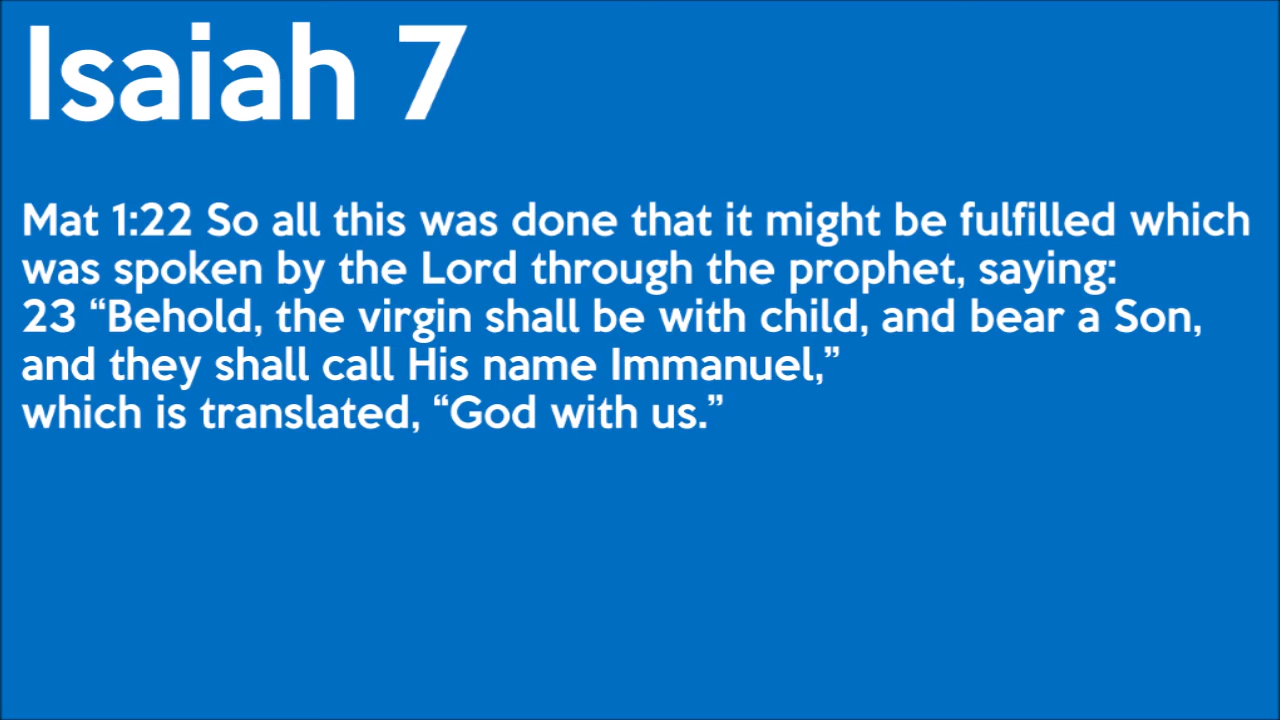 Isaiah 7
Mat 1:22 So all this was done that it might be fulfilled which
was spoken by the Lord through the prophet, saying:
23 “Behold, the virgin shall be with child, and bear a Son,
and they shall call His name Immanuel,”
which is translated, “God with us.”